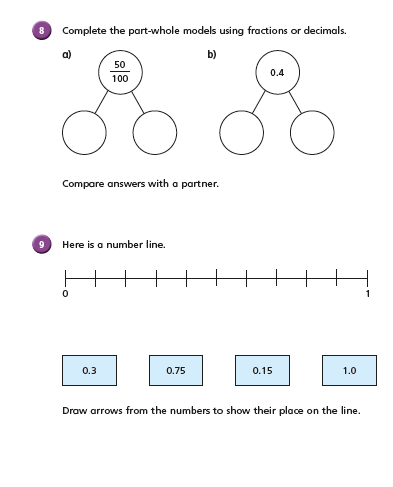 8 Complete the part-whole models using fractions or decimals.
a) b)
50
100
0.4
Compare answers with a partner.
9 Here is a number line.
0 1
0.3 0.75 0.15 1.0
Draw arrows from the numbers to show their place on the line.